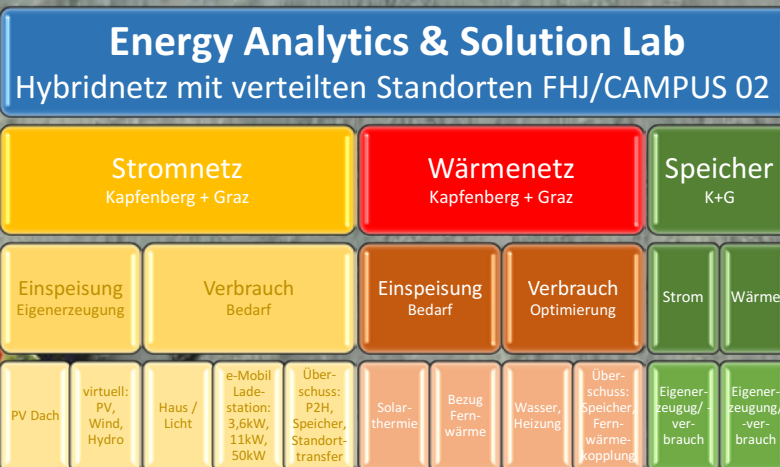 Energy Analytics & Solution Lab
Hybridnetz mit verteilten Standorten FHJ/CAMPUS 02
Stromnetz
Kapfenberg + Graz
Wärmenetz
Kapfenberg + Graz
Speicher
K+G
Einspeisung
Eigenerzeugung
Verbrauch
Bedarf
Einspeisung
Bedarf
Verbrauch
Optimierung
Strom
Wärme
PV Dach
virtuell:
PV,
Wind,
Hydro
Haus /
Licht
e-Mobil
Lade-
station:
3,6kW,
11kW,
50kW
Über-
schuss:
P2H,
Speicher,
Standort-
transfer
Solar-
thermie
Bezug
Fern-
wärme
Wasser,
Heizung
Über-
schuss:
Speicher,
Fern-
wärme-
kopplung
Eigener-
zeugug/ -
ver-
brauch
Eigener-
zeugung/
-ver-
brauch